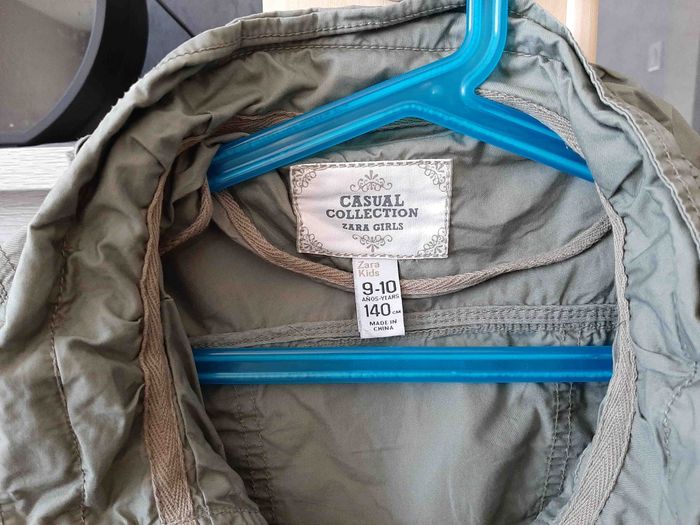 CASUAL
COLLECTION
ZARA GIRLS
Zara
Kids
9-10
AÑOS-YEARS
140 CM
MADE IN
CHINA